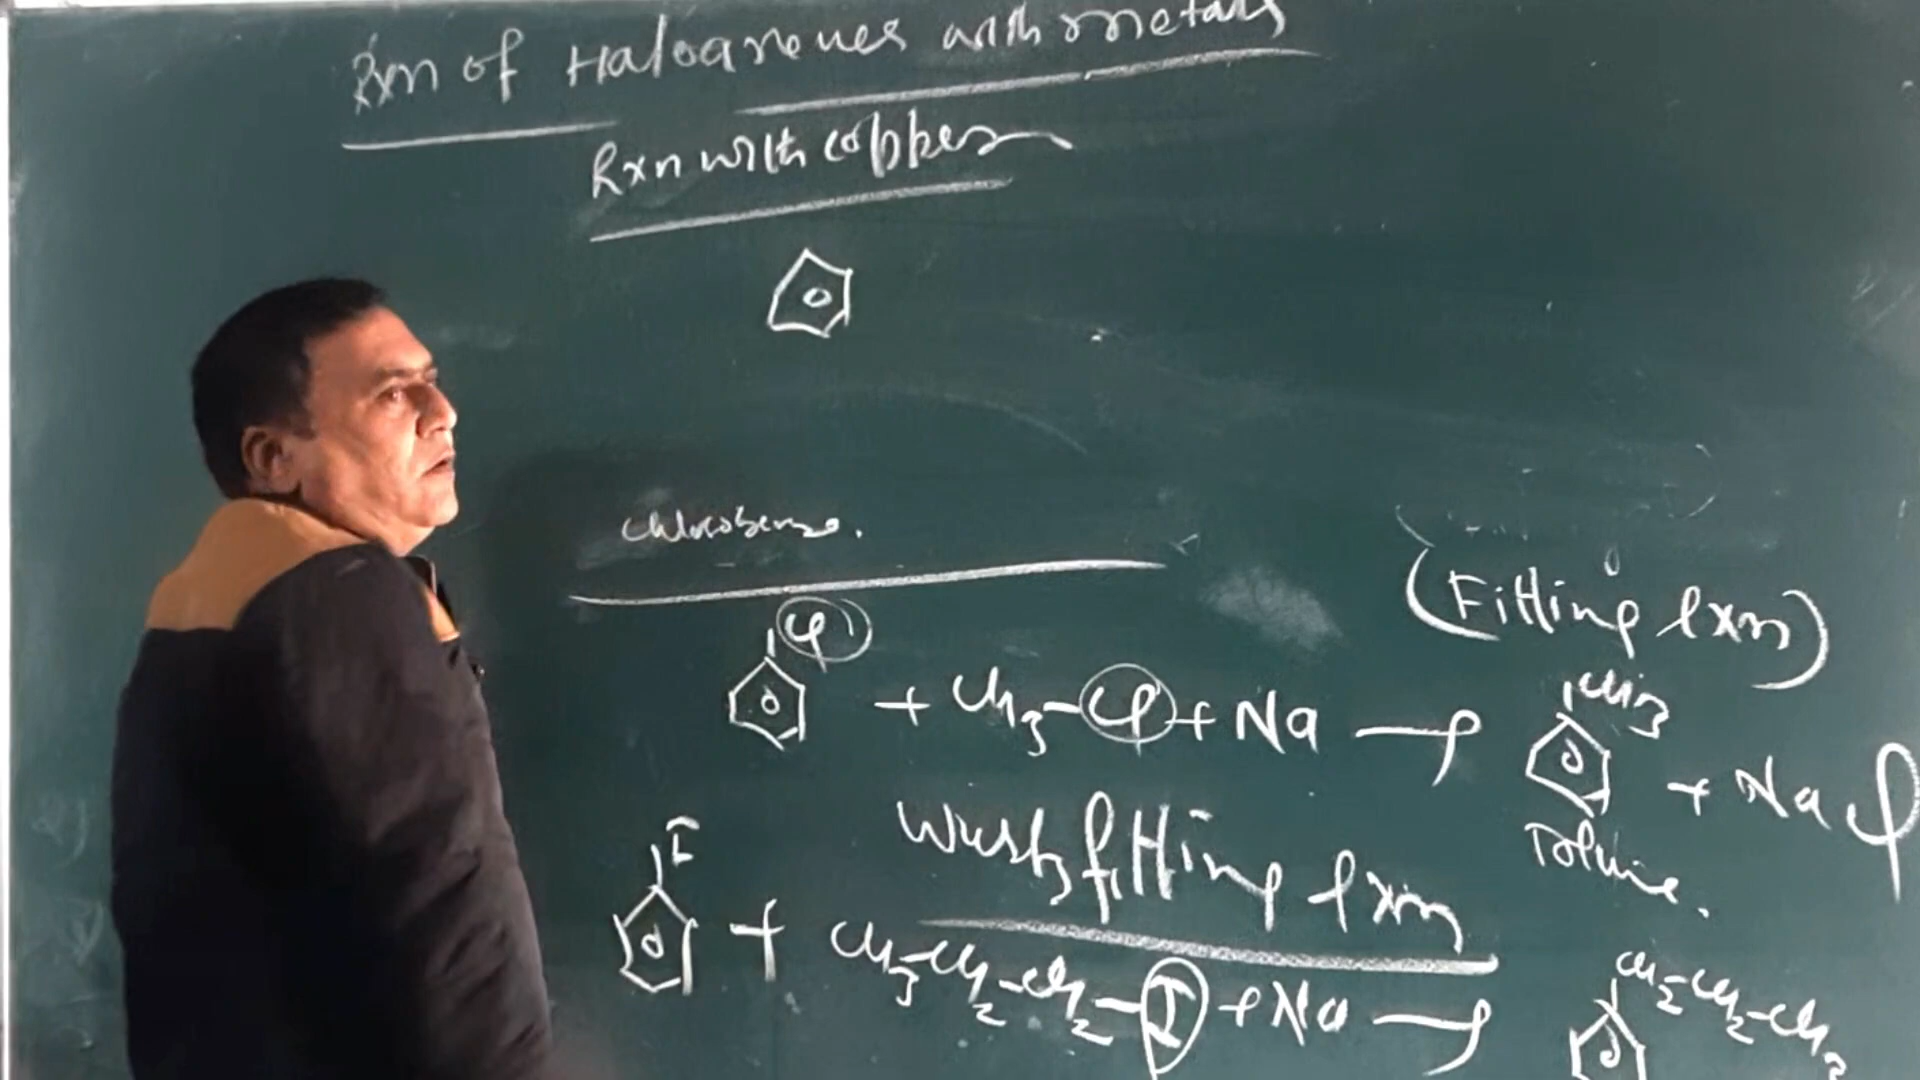 Rxn of Haloarenes with metals
Rxn with copper
Chlorobenzene.
(Fitting rxn)
Cl + CH3-Cl + Na → CH3 + NaCl
Toluine.
Wurtz fitting rxn
F + CH3-CH2-CH2-I + Na → CH2-CH2-CH3